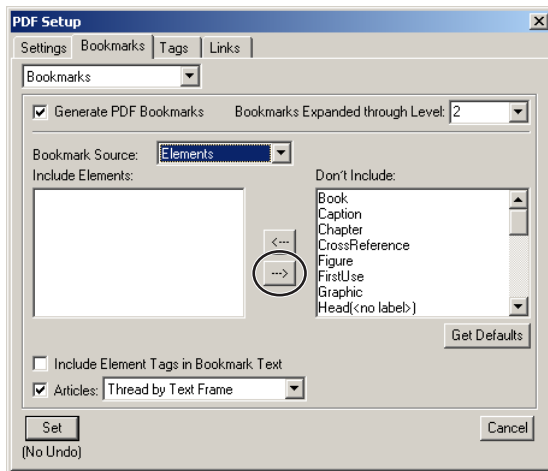 PDF Setup
Settings Bookmarks Tags Links
Bookmarks
Generate PDF Bookmarks Bookmarks Expanded through Level: 2
Bookmark Source: Elements
Include Elements: Don't Include:
Book
Caption
Chapter
CrossReference
Figure
FirstUse
Graphic
Head(<no label>)
<---
--->
Get Defaults
Include Element Tags in Bookmark Text
Articles: Thread by Text Frame
Set Cancel
(No Undo)